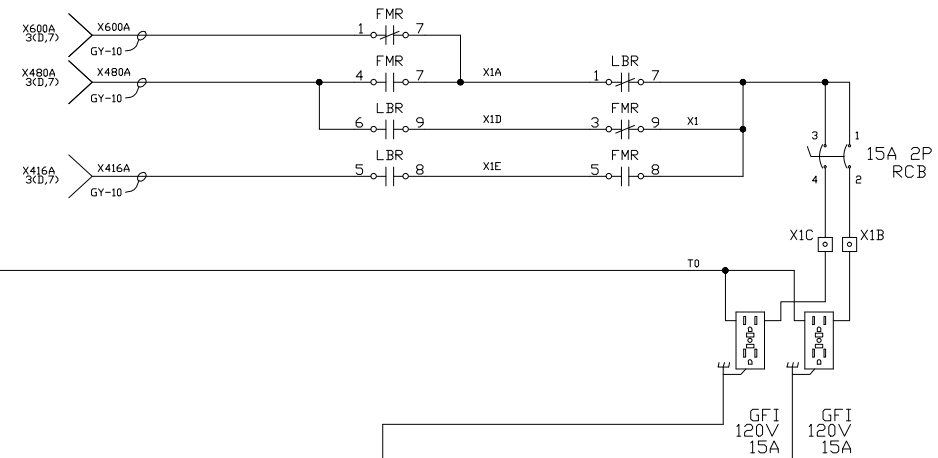 FMR
X600A
3(D,7)
X600A
GY-10
1
7
FMR
X480A
3(D,7)
X480A
GY-10
4
7
X1A
LBR
1
7
LBR
6
9
X1D
FMR
3
9
X1
3
1
15A 2P
RCB
4
2
LBR
X416A
3(D,7)
X416A
GY-10
5
8
X1E
FMR
5
8
X1C
X1B
T0
GFI
120V
15A
GFI
120V
15A